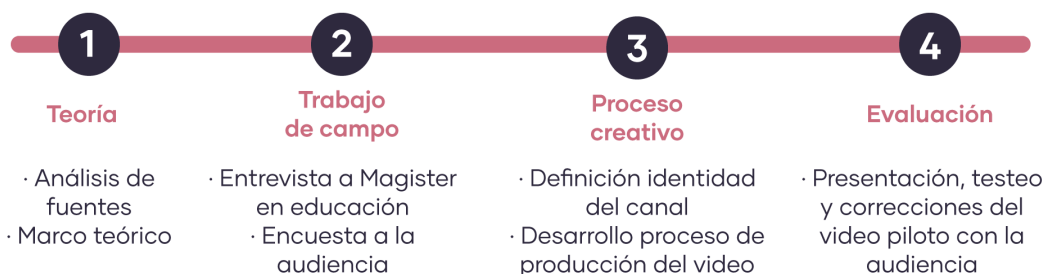 1
Teoría
· Análisis de
fuentes
· Marco teórico
2
Trabajo
de campo
· Entrevista a Magister
en educación
· Encuesta a la
audiencia
3
Proceso
creativo
· Definición identidad
del canal
· Desarrollo proceso de
producción del video
4
Evaluación
· Presentación, testeo
y correcciones del
video piloto con la
audiencia